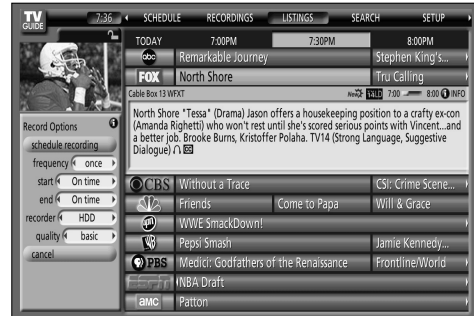 TV GUIDE 7:36 SCHEDULE RECORDINGS LISTINGS SEARCH SETUP
TODAY 7:00PM 7:30PM 8:00PM
abc Remarkable Journey Stephen King's...
FOX North Shore Tru Calling
Cable Box 13 WFXT New 14LD 7:00 8:00 INFO
North Shore "Tessa" (Drama) Jason offers a housekeeping position to a crafty ex-con
(Amanda Righetti) who won't rest until she's scored serious points with Vincent...and
a better job. Brooke Burns, Kristoffer Polaha. TV14 (Strong Language, Suggestive
Dialogue)
Record Options
schedule recording
frequency once
start On time
end On time
recorder HDD
quality basic
cancel
CBS Without a Trace CSI: Crime Scene...
Friends Come to Papa Will & Grace
WWE SmackDown!
WB Pepsi Smash Jamie Kennedy...
PBS Medici: Godfathers of the Renaissance Frontline/World
ESPN NBA Draft
AMC Patton